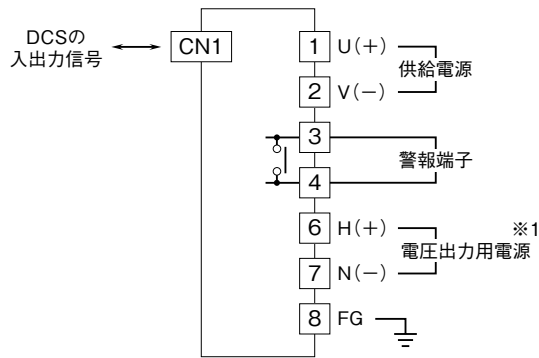 DCSの
入出力信号
CN1
1 U(+)
供給電源
2 V(−)
3
警報端子
4
6 H(+)
※1
電圧出力用電源
7 N(−)
8 FG